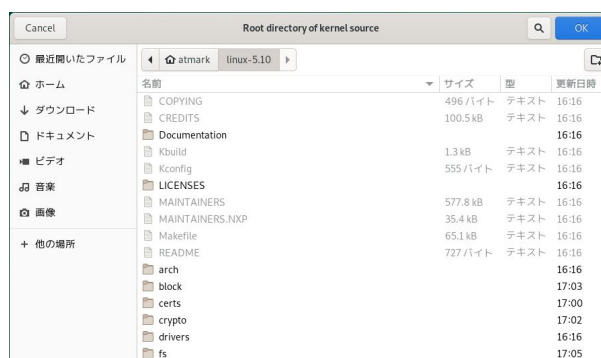 Cancel Root directory of kernel source OK
最近開いたファイル
ホーム
ダウンロード
ドキュメント
ビデオ
音楽
画像
+ 他の場所
atmark linux-5.10
名前 サイズ 型 更新日時
COPYING 496 バイト テキスト 16:16
CREDITS 100.5 kB テキスト 16:16
Documentation 16:16
Kbuild 1.3 kB テキスト 16:16
Kconfig 555 バイト テキスト 16:16
LICENSES 16:16
MAINTAINERS 577.8 kB テキスト 16:16
MAINTAINERS.NXP 35.4 kB テキスト 16:16
Makefile 65.1 kB テキスト 16:16
README 727 バイト テキスト 16:16
arch 16:16
block 17:03
certs 17:00
crypto 17:02
drivers 16:16
fs 17:05